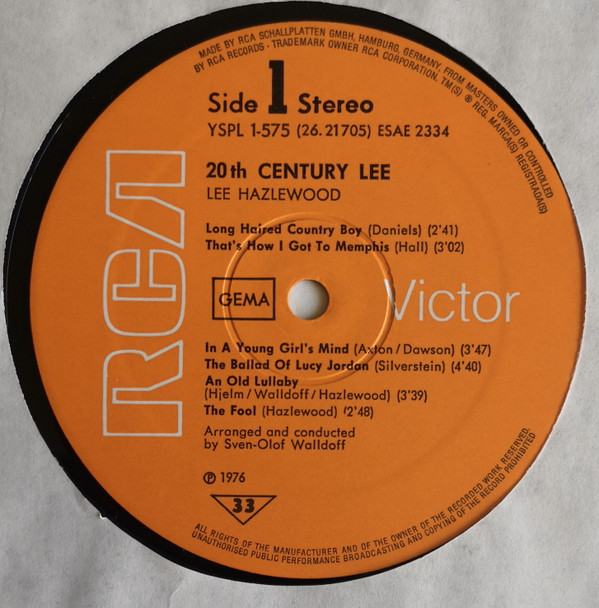 MADE BY RCA SCHALLPLATTEN GMBH, HAMBURG, GERMANY, FROM MASTERS OWNED OR CONTROLLED
BY RCA RECORDS · TRADEMARK OWNER RCA CORPORATION, TM(S) ® REG. MARCA(S) REGISTRADA(S)
Side 1 Stereo
YSPL 1-575 (26.21705) ESAE 2334
20th CENTURY LEE
LEE HAZLEWOOD
Long Haired Country Boy (Daniels) (2'41)
That's How I Got To Memphis (Hall) (3'02)
RCA
GEMA
Victor
In A Young Girl's Mind (Axton/Dawson) (3'47)
The Ballad Of Lucy Jordan (Silverstein) (4'40)
An Old Lullaby
(Hjelm/Walldoff/Hazlewood) (3'39)
The Fool (Hazlewood) (2'48)
Arranged and conducted
by Sven-Olof Walldoff
℗ 1976
33
ALL RIGHTS OF THE MANUFACTURER AND OF THE OWNER OF THE RECORDED WORK RESERVED.
UNAUTHORISED PUBLIC PERFORMANCE BROADCASTING AND COPYING OF THE RECORD PROHIBITED